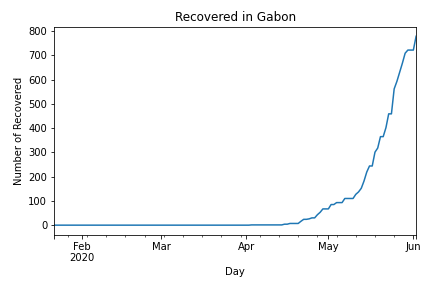 Recovered in Gabon
800
700
600
500
400
300
200
100
0
Number of Recovered
Feb
2020
Mar
Apr
May
Jun
Day